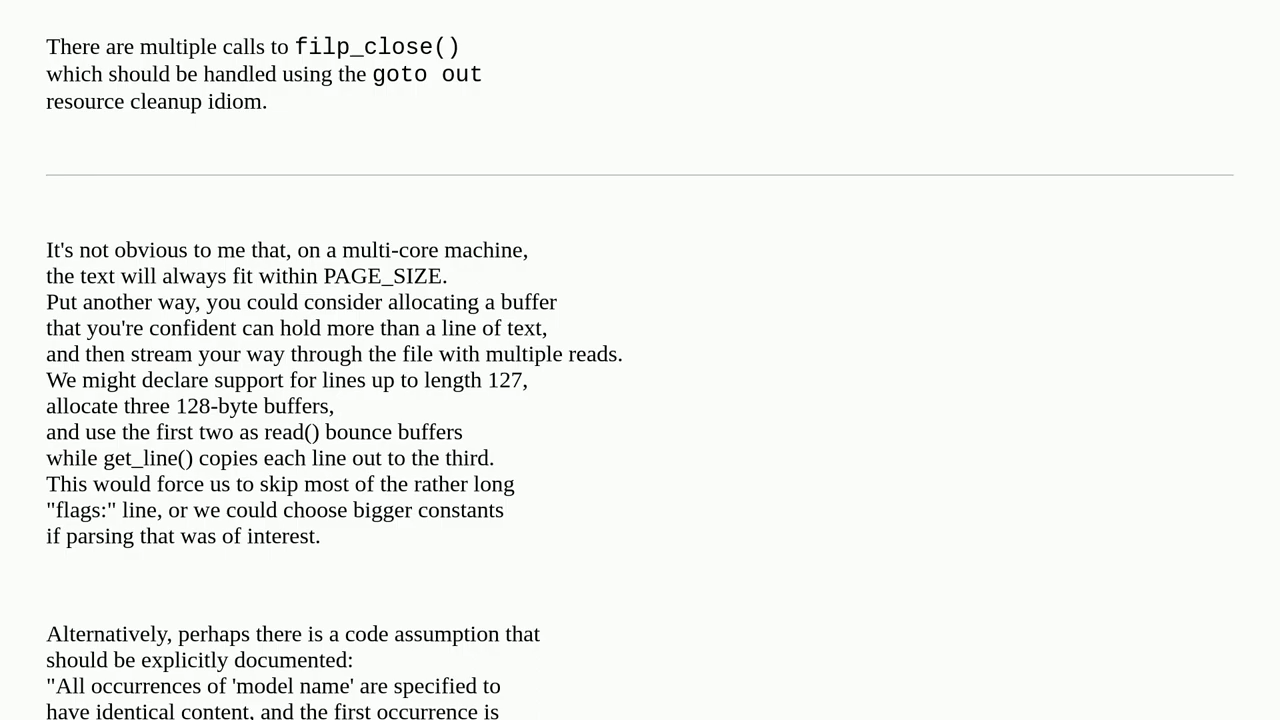 There are multiple calls to filp_close()
which should be handled using the goto out
resource cleanup idiom.
It's not obvious to me that, on a multi-core machine,
the text will always fit within PAGE_SIZE.
Put another way, you could consider allocating a buffer
that you're confident can hold more than a line of text,
and then stream your way through the file with multiple reads.
We might declare support for lines up to length 127,
allocate three 128-byte buffers,
and use the first two as read() bounce buffers
while get_line() copies each line out to the third.
This would force us to skip most of the rather long
"flags:" line, or we could choose bigger constants
if parsing that was of interest.
Alternatively, perhaps there is a code assumption that
should be explicitly documented:
"All occurrences of 'model name' are specified to
have identical content, and the first occurrence is